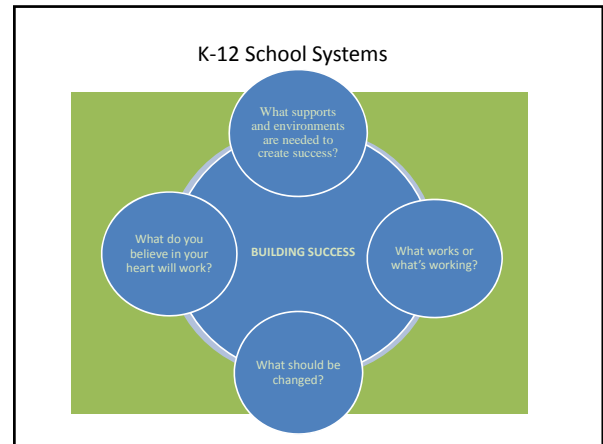 K-12 School Systems
What supports
and environments
are needed to
create success?
What do you
believe in your
heart will work?
BUILDING SUCCESS
What works or
what's working?
What should be
changed?